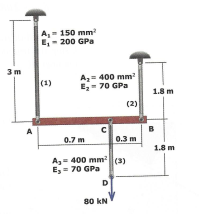 A₁ = 150 mm²
E₁ = 200 GPa
3 m
(1)
A₂ = 400 mm²
E₂ = 70 GPa
1.8 m
(2)
A
C
B
0.7 m
0.3 m
1.8 m
A₃ = 400 mm²
E₃ = 70 GPa
(3)
D
80 kN